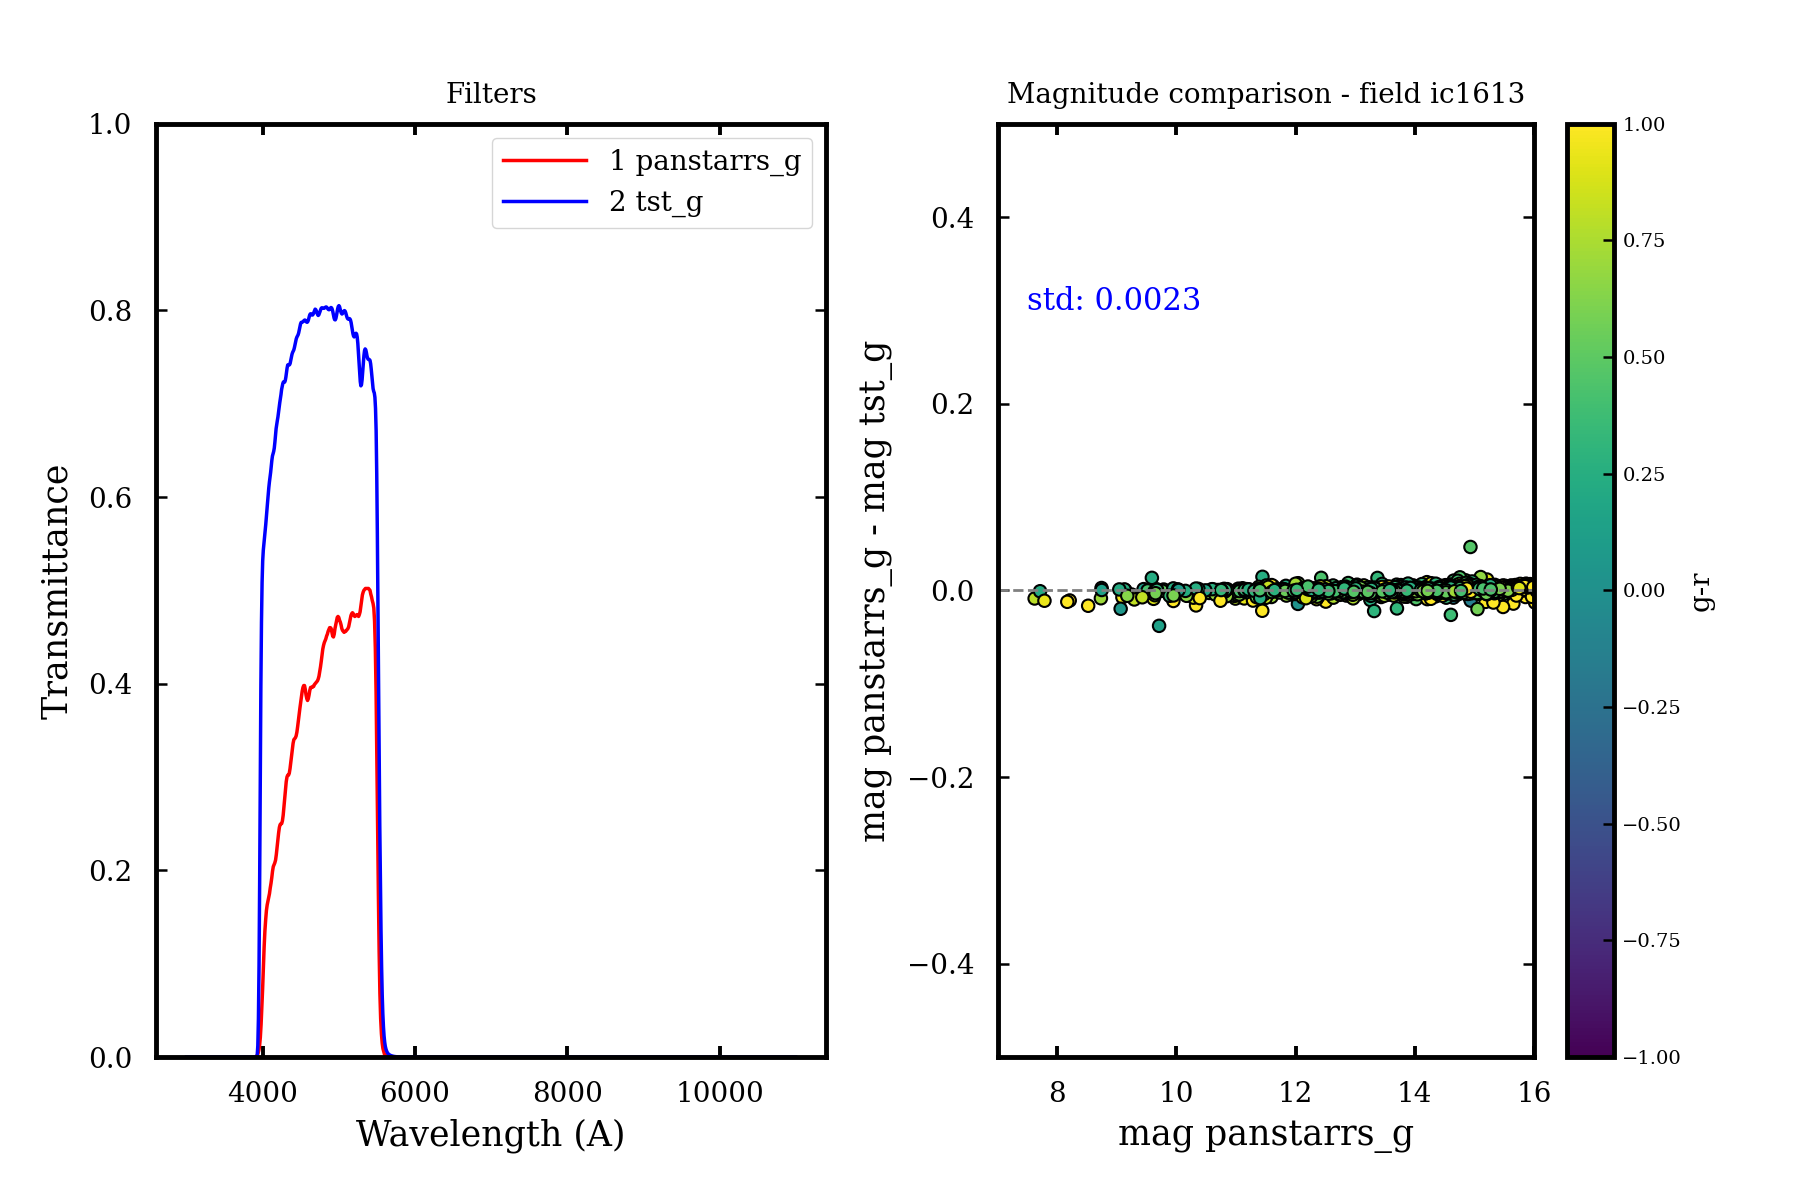 Filters
1.0
0.8
0.6
0.4
0.2
0.0
Transmittance
1 panstarrs_g
2 tst_g
4000
6000
8000
10000
Wavelength (A)
Magnitude comparison - field ic1613
0.4
0.2
0.0
−0.2
−0.4
mag panstarrs_g - mag tst_g
std: 0.0023
8
10
12
14
16
mag panstarrs_g
1.00
0.75
0.50
0.25
0.00
−0.25
−0.50
−0.75
−1.00
g-r